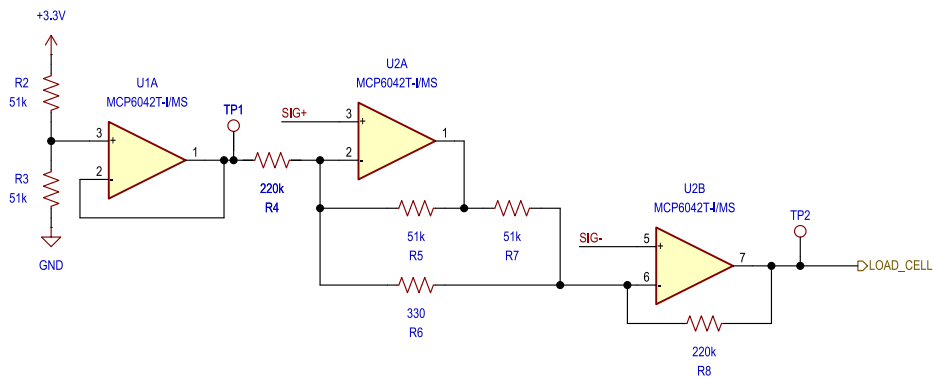 +3.3V
R2
51k
R3
51k
GND
U1A
MCP6042T-I/MS
3
+
2
-
1
TP1
220k
R4
U2A
MCP6042T-I/MS
SIG+
3
+
2
-
1
51k
R5
51k
R7
330
R6
U2B
MCP6042T-I/MS
SIG-
5
+
6
-
7
TP2
220k
R8
LOAD_CELL